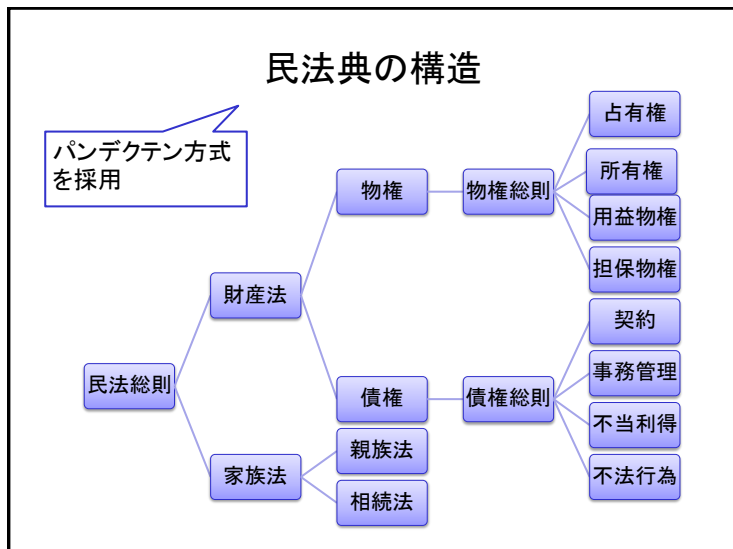 民法典の構造
パンデクテン方式
を採用
民法総則
財産法
家族法
物権
債権
親族法
相続法
物権総則
債権総則
占有権
所有権
用益物権
担保物権
契約
事務管理
不当利得
不法行為